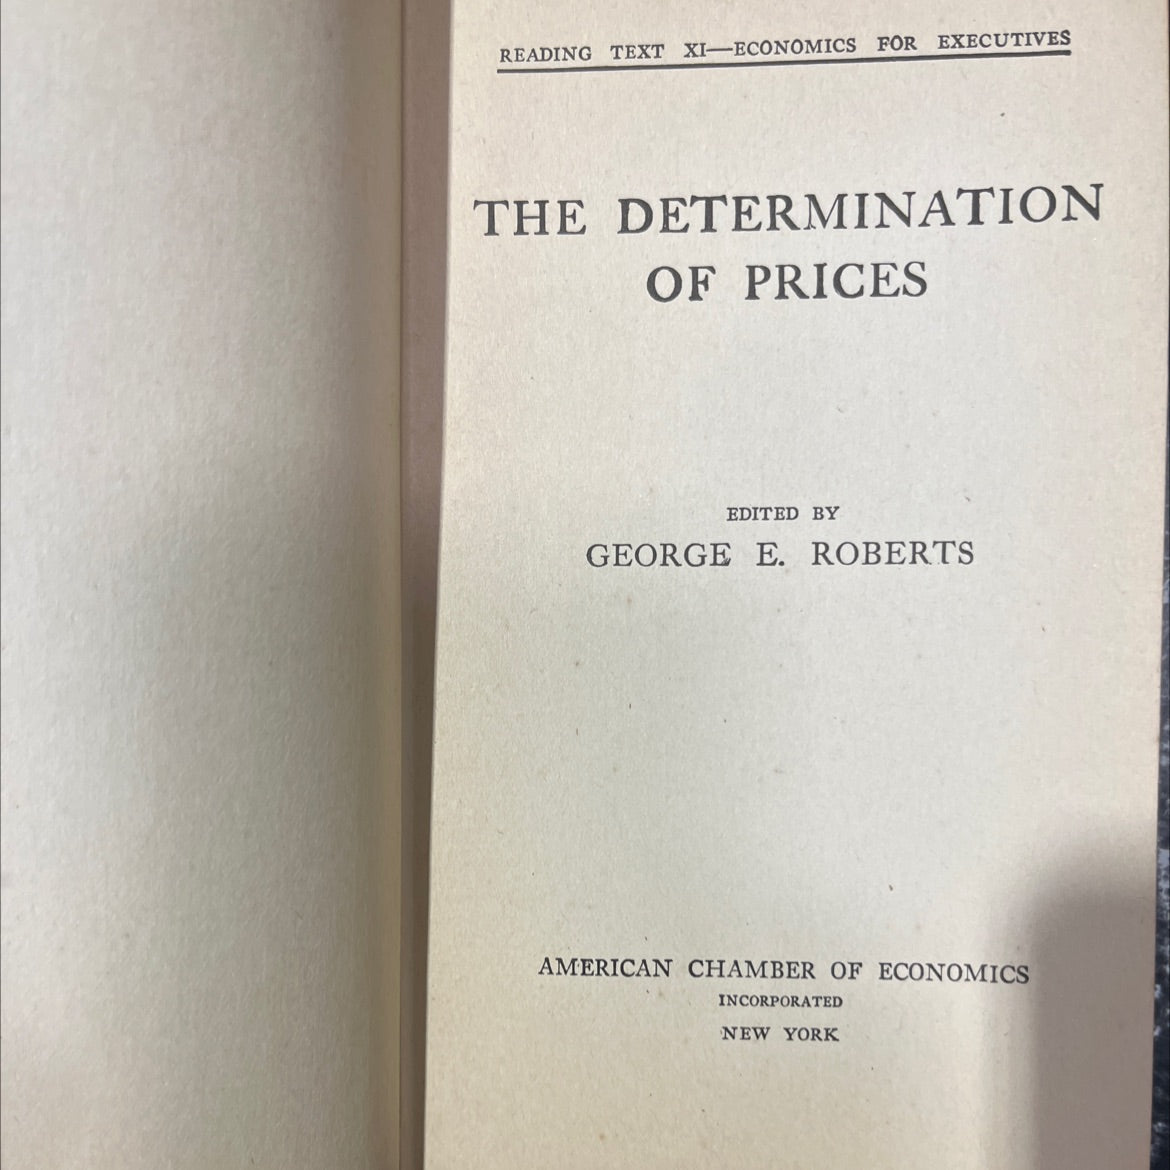 READING TEXT XI—ECONOMICS FOR EXECUTIVES
THE DETERMINATION
OF PRICES
EDITED BY
GEORGE E. ROBERTS
AMERICAN CHAMBER OF ECONOMICS
INCORPORATED
NEW YORK